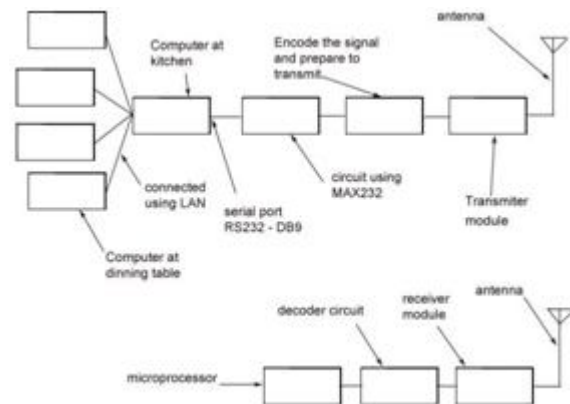 antenna
Computer at
kitchen
Encode the signal
and prepare to
transmit
circuit using
MAX232
Transmiter
module
connected
using LAN
serial port
RS232 - DB9
Computer at
dinning table
antenna
receiver
module
decoder circuit
microprocessor